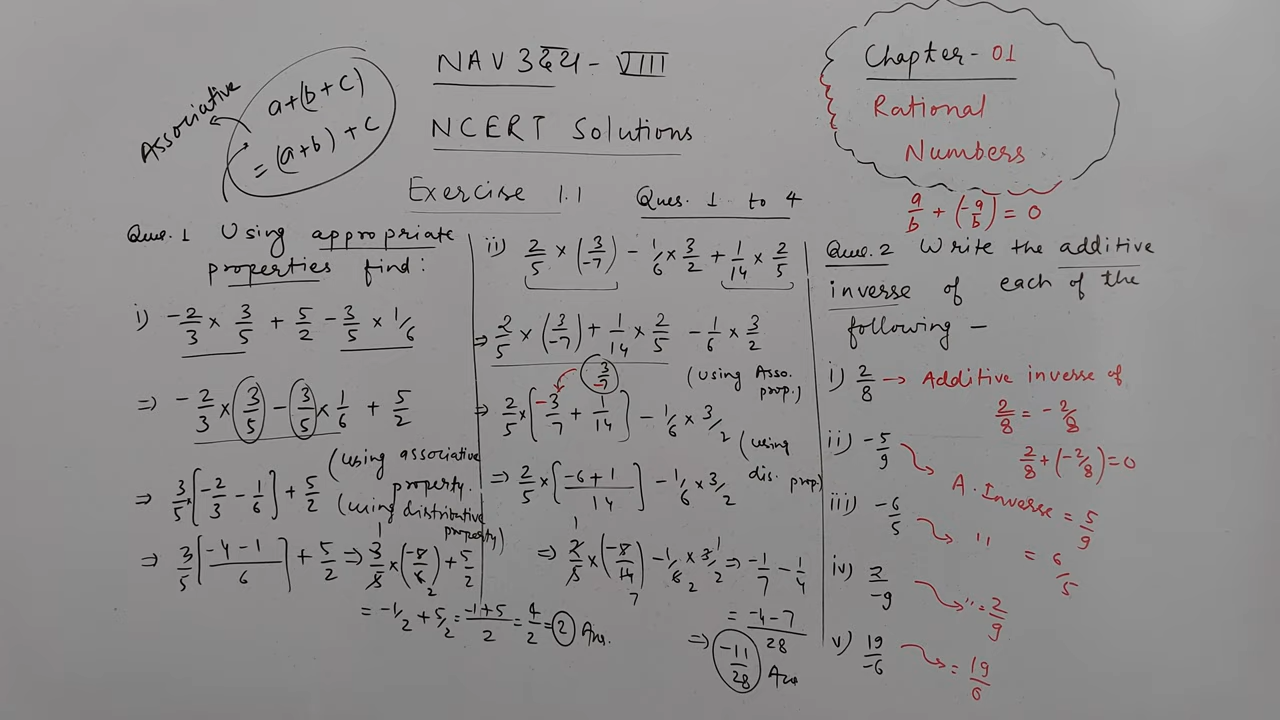 NAV 324 - VIII
NCERT Solutions
Exercise 1.1 Ques. 1 to 4
Associative
a+(b+c)
= (a+b)+c
Chapter - 01
Rational
Numbers
Que. 1 Using appropriate
properties find:
i) -2/3 × 3/5 + 5/2 - 3/5 × 1/6
⇒ -2/3 × 3/5 - 3/5 × 1/6 + 5/2
(using associative
property.
⇒ 3/5 [-2/3 - 1/6] + 5/2
(using distributive
property)
⇒ 3/5 [-4-1/6] + 5/2 ⇒ 3/5 × (-5/6) + 5/2
= -1/2 + 5/2 = -1+5/2 = 4/2 = 2 Ans.
ii) 2/5 × (3/-7) - 1/6 × 3/2 + 1/14 × 2/5
⇒ 2/5 × (3/-7) + 1/14 × 2/5 - 1/6 × 3/2
(using Asso.
prop.)
3/-7
⇒ 2/5 × [-3/7 + 1/14] - 1/6 × 3/2
(using
dis. prop)
⇒ 2/5 × [-6+1/14] - 1/6 × 3/2
⇒ 2/5 × (-5/14) - 1/6 × 3/2 ⇒ -1/7 - 1/4
= -4-7/28
⇒ -11/28 Ans
a/b + (-a/b) = 0
Que. 2 Write the additive
inverse of each of the
following -
i) 2/8 → Additive inverse of
2/8 = -2/8
2/8 + (-2/8) = 0
ii) -5/9
A. Inverse = 5/9
iii) -6/5 " = 6/5
iv) 2/-9 " = 2/9
v) 19/-6 = 19/6